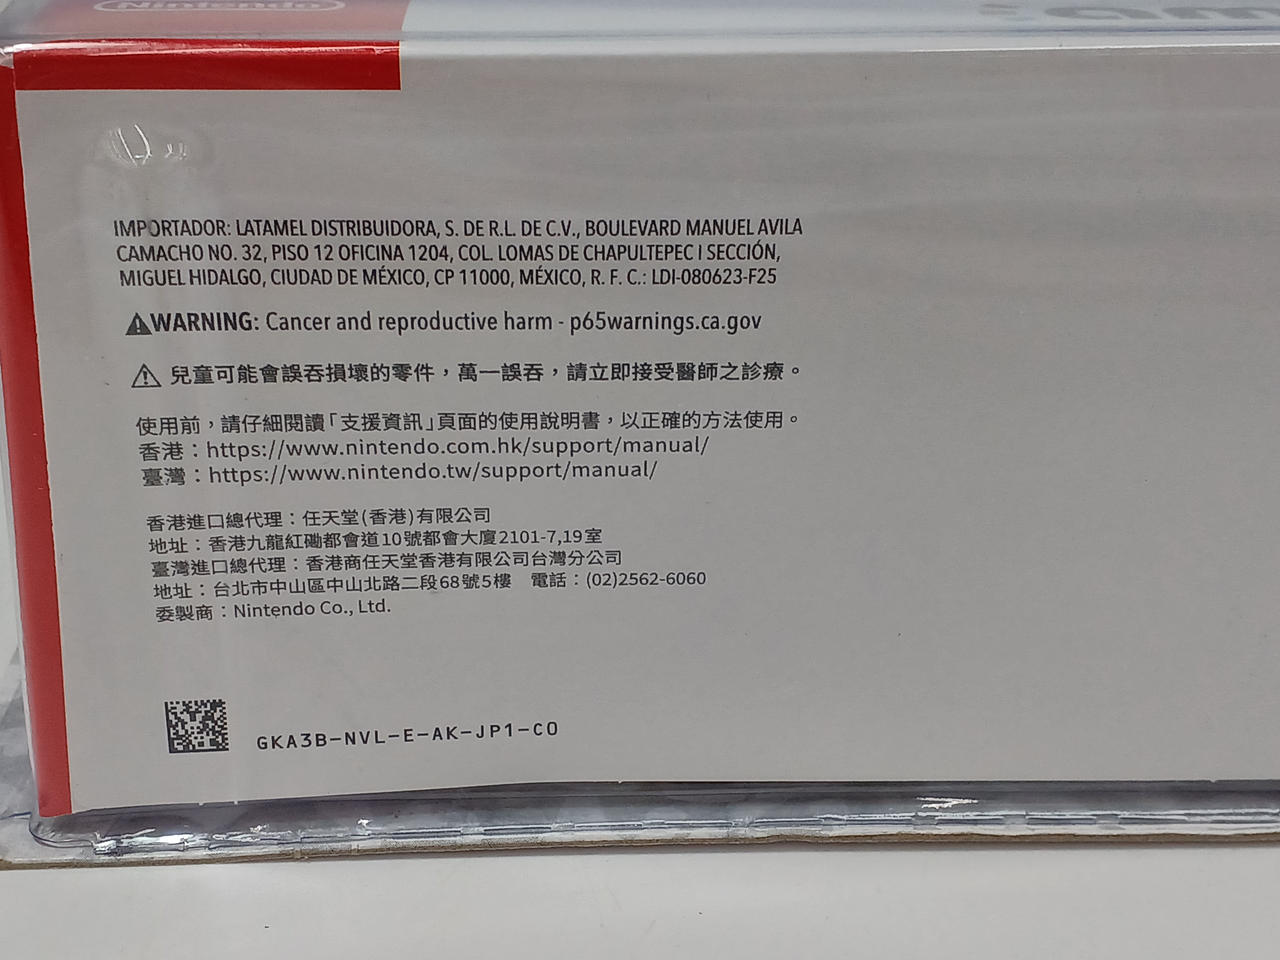 Nintendo
IMPORTADOR: LATAMEL DISTRIBUIDORA, S. DE R.L. DE C.V., BOULEVARD MANUEL AVILA
CAMACHO NO. 32, PISO 12 OFICINA 1204, COL. LOMAS DE CHAPULTEPEC I SECCIÓN,
MIGUEL HIDALGO, CIUDAD DE MÉXICO, CP 11000, MÉXICO, R. F. C.: LDI-080623-F25
⚠WARNING: Cancer and reproductive harm - p65warnings.ca.gov
⚠ 兒童可能會誤吞損壞的零件，萬一誤吞，請立即接受醫師之診療。
使用前，請仔細閱讀「支援資訊」頁面的使用說明書，以正確的方法使用。
香港：https://www.nintendo.com.hk/support/manual/
臺灣：https://www.nintendo.tw/support/manual/
香港進口總代理：任天堂(香港)有限公司
地址：香港九龍紅磡都會道10號都會大廈2101-7,19室
臺灣進口總代理：香港商任天堂香港有限公司台灣分公司
地址：台北市中山區中山北路二段68號5樓　電話：(02)2562-6060
委製商：Nintendo Co., Ltd.
GKA3B-NVL-E-AK-JP1-C0